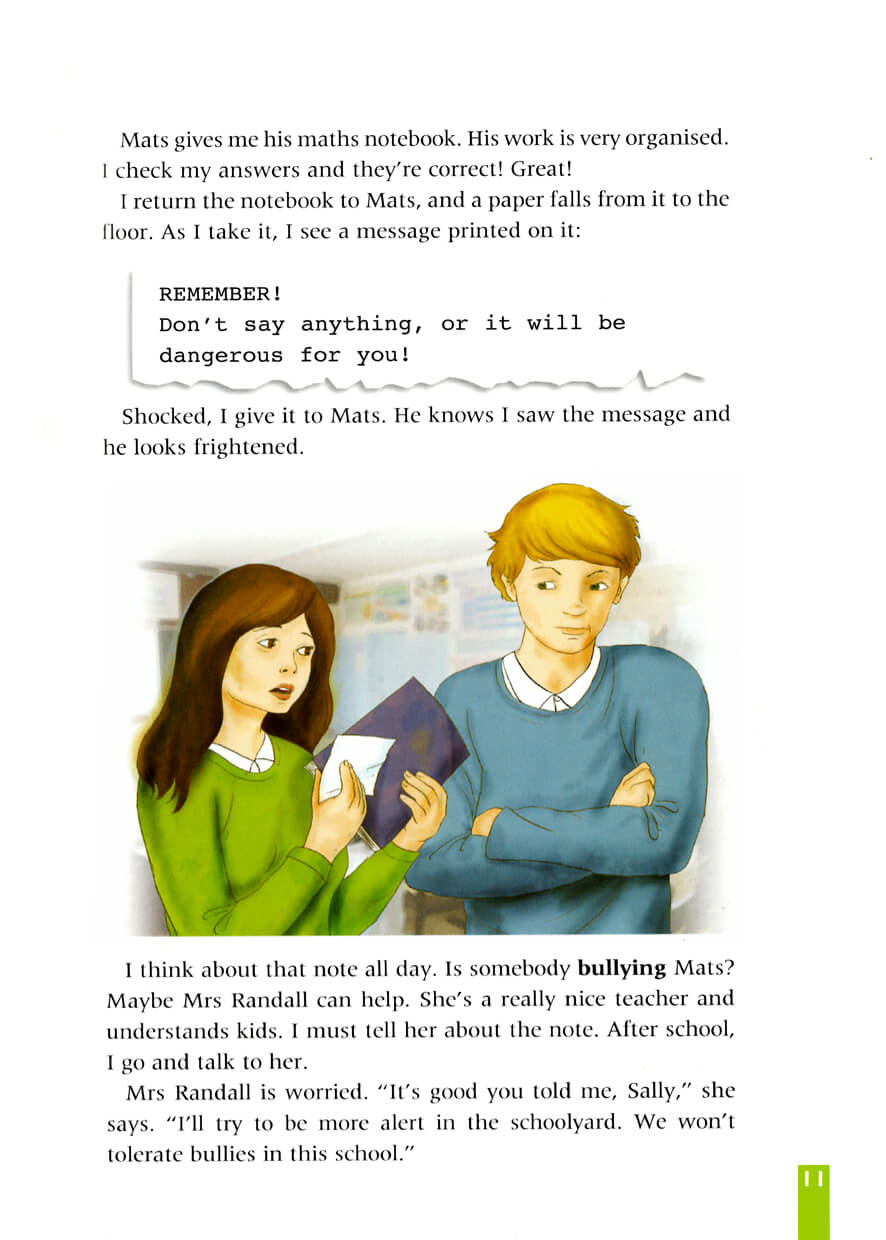 Mats gives me his maths notebook. His work is very organised.
I check my answers and they're correct! Great!
I return the notebook to Mats, and a paper falls from it to the
floor. As I take it, I see a message printed on it:
REMEMBER!
Don't say anything, or it will be
dangerous for you!
Shocked, I give it to Mats. He knows I saw the message and
he looks frightened.
I think about that note all day. Is somebody bullying Mats?
Maybe Mrs Randall can help. She's a really nice teacher and
understands kids. I must tell her about the note. After school,
I go and talk to her.
Mrs Randall is worried. "It's good you told me, Sally," she
says. "I'll try to be more alert in the schoolyard. We won't
tolerate bullies in this school."
11